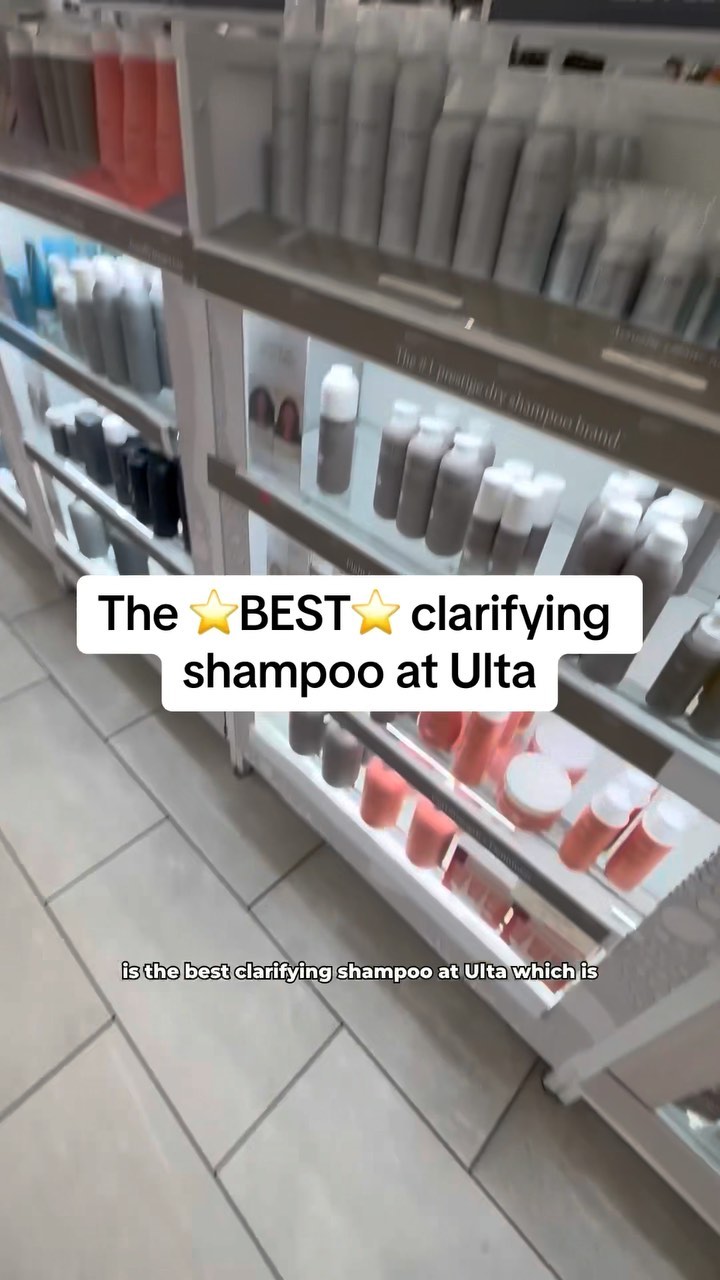 The #1 prestige dry shampoo brand
The ⭐BEST⭐ clarifying
shampoo at Ulta
is the best clarifying shampoo at Ulta which is